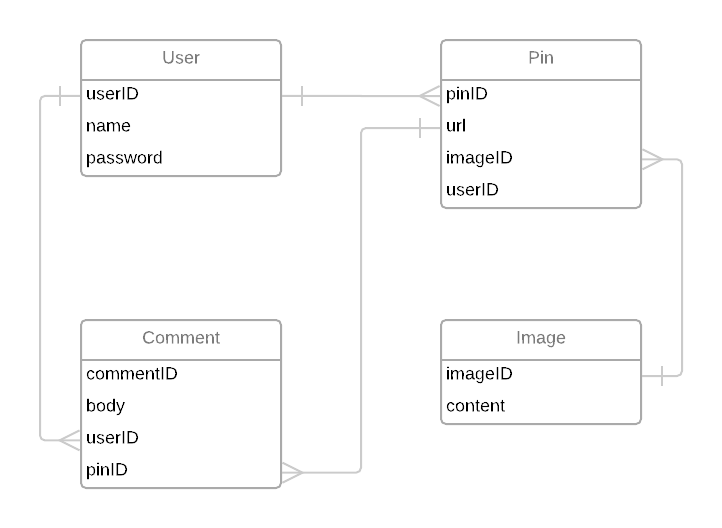 User
userID
name
password
Pin
pinID
url
imageID
userID
Comment
commentID
body
userID
pinID
Image
imageID
content